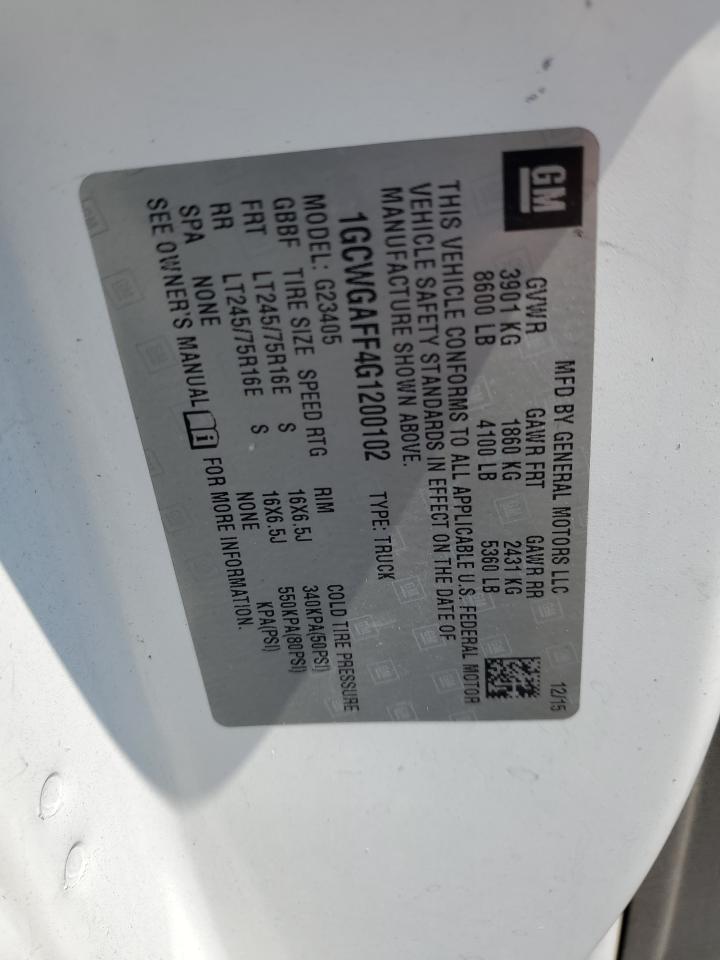 GM
MFD BY GENERAL MOTORS LLC 12/15
GVWR GAWR FRT GAWR RR
3901 KG 1860 KG 2431 KG
8600 LB 4100 LB 5360 LB
THIS VEHICLE CONFORMS TO ALL APPLICABLE U.S. FEDERAL MOTOR
VEHICLE SAFETY STANDARDS IN EFFECT ON THE DATE OF
MANUFACTURE SHOWN ABOVE.
1GCWGAFF4G1200102 TYPE: TRUCK
MODEL: G23405
GBBF TIRE SIZE SPEED RTG RIM COLD TIRE PRESSURE
FRT LT245/75R16E S 16X6.5J 340KPA(50PSI)
RR LT245/75R16E S 16X6.5J 550KPA(80PSI)
SPA NONE NONE KPA(PSI)
SEE OWNER'S MANUAL FOR MORE INFORMATION.